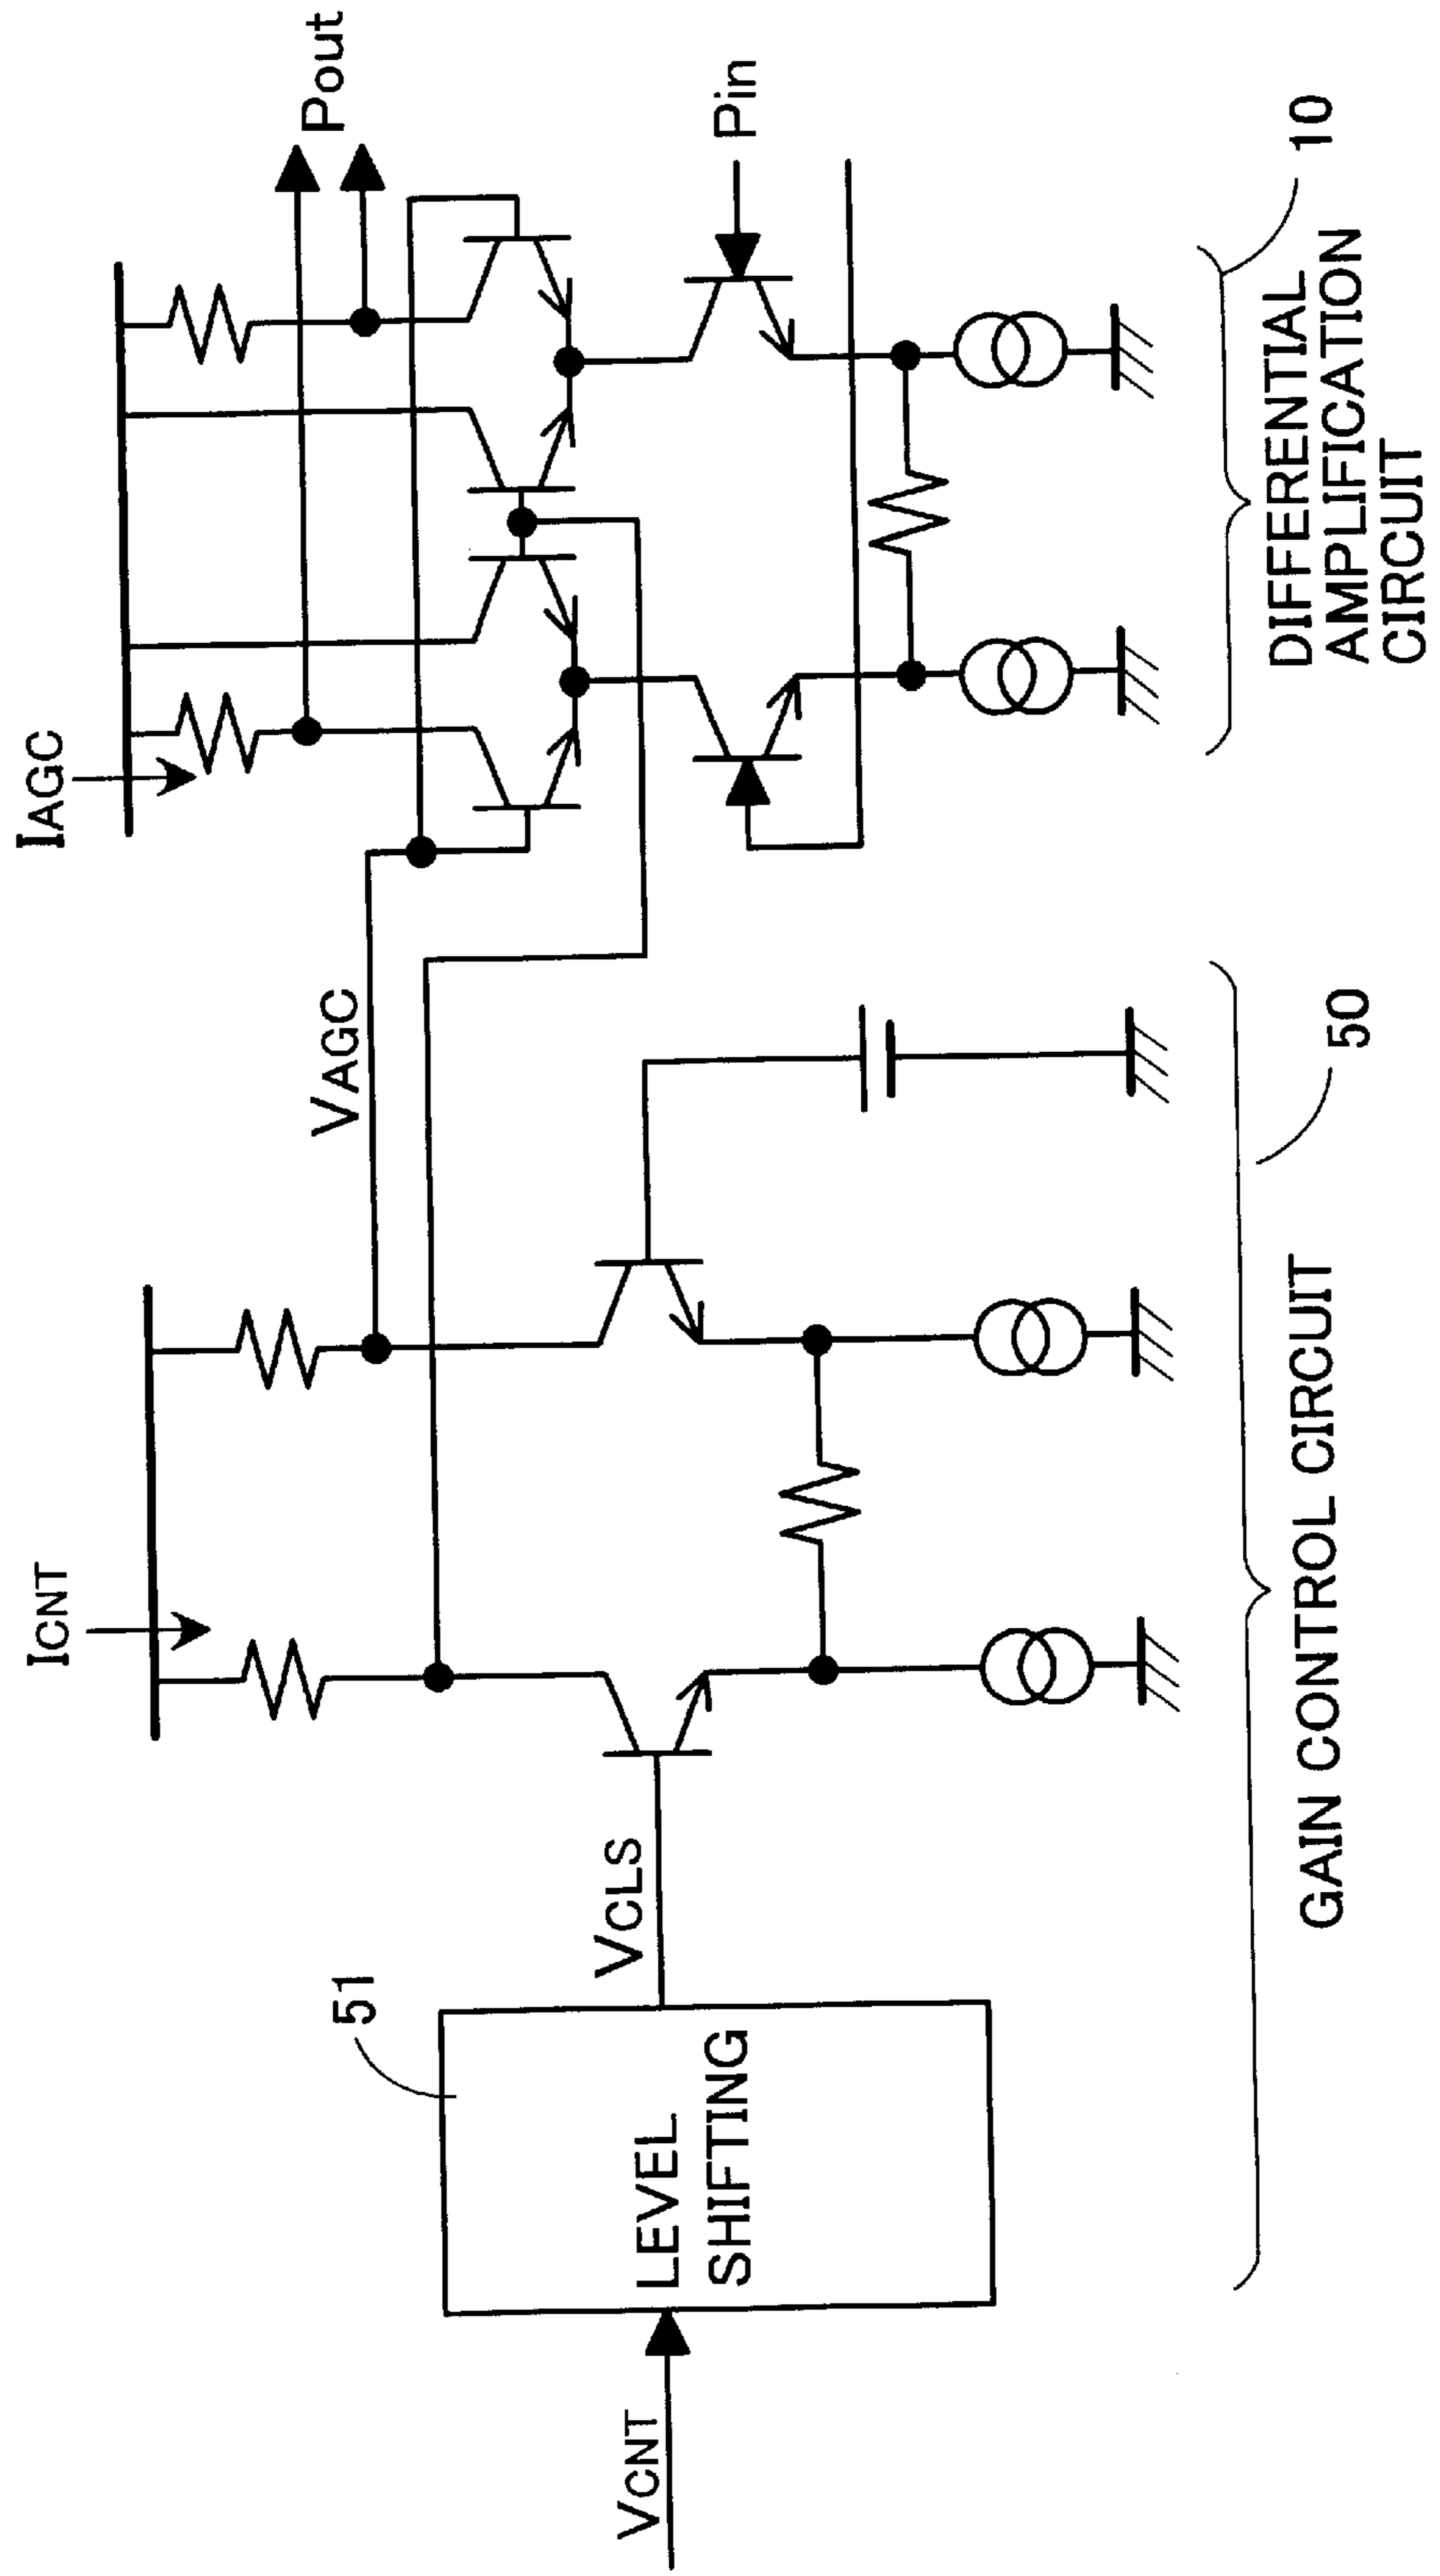 VCNT
LEVEL
SHIFTING
51
VCLS
ICNT
VAGC
IAGC
Pout
Pin
GAIN CONTROL CIRCUIT
50
DIFFERENTIAL
AMPLIFICATION
CIRCUIT
10